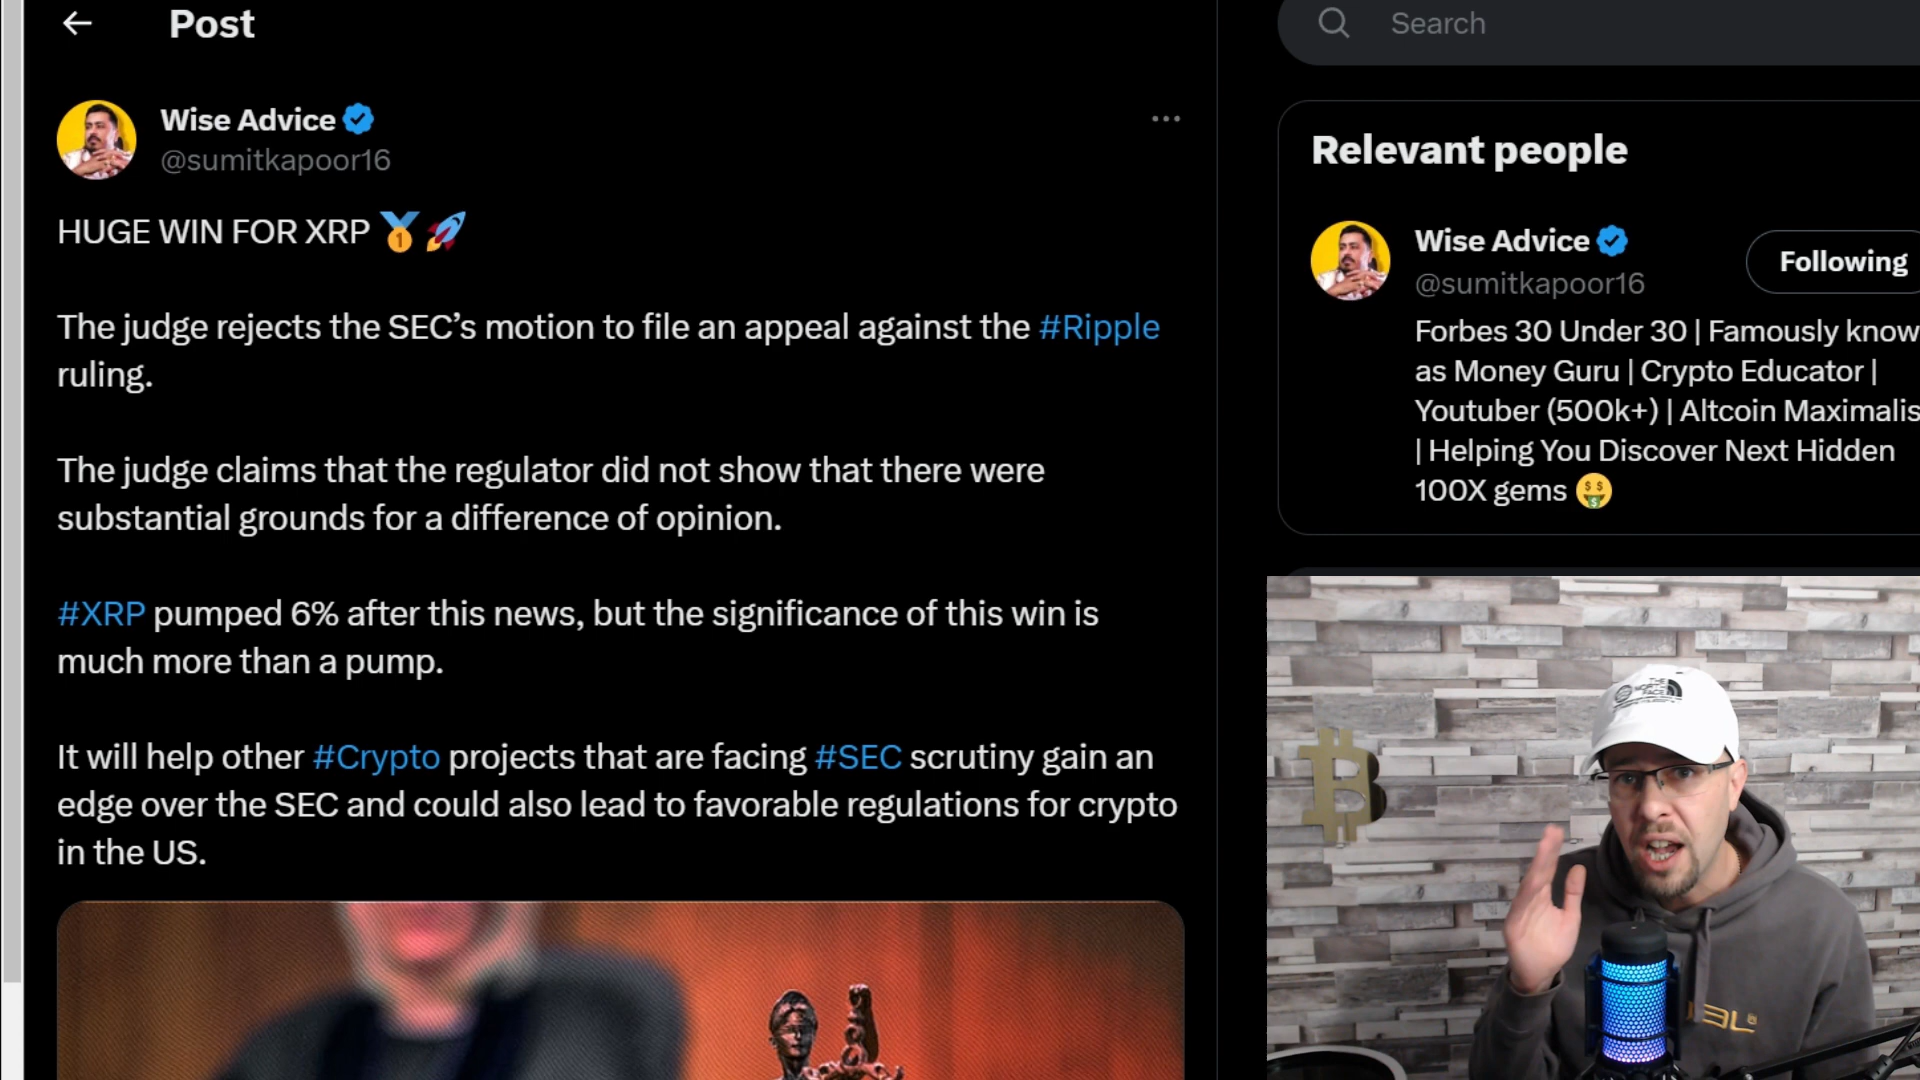 Post
Search
Wise Advice
@sumitkapoor16
HUGE WIN FOR XRP
The judge rejects the SEC’s motion to file an appeal against the #Ripple
ruling.
The judge claims that the regulator did not show that there were
substantial grounds for a difference of opinion.
#XRP pumped 6% after this news, but the significance of this win is
much more than a pump.
It will help other #Crypto projects that are facing #SEC scrutiny gain an
edge over the SEC and could also lead to favorable regulations for crypto
in the US.
Relevant people
Wise Advice
@sumitkapoor16
Following
Forbes 30 Under 30 | Famously know
as Money Guru | Crypto Educator |
Youtuber (500k+) | Altcoin Maximalis
| Helping You Discover Next Hidden
100X gems
THE
NORTH
FACE